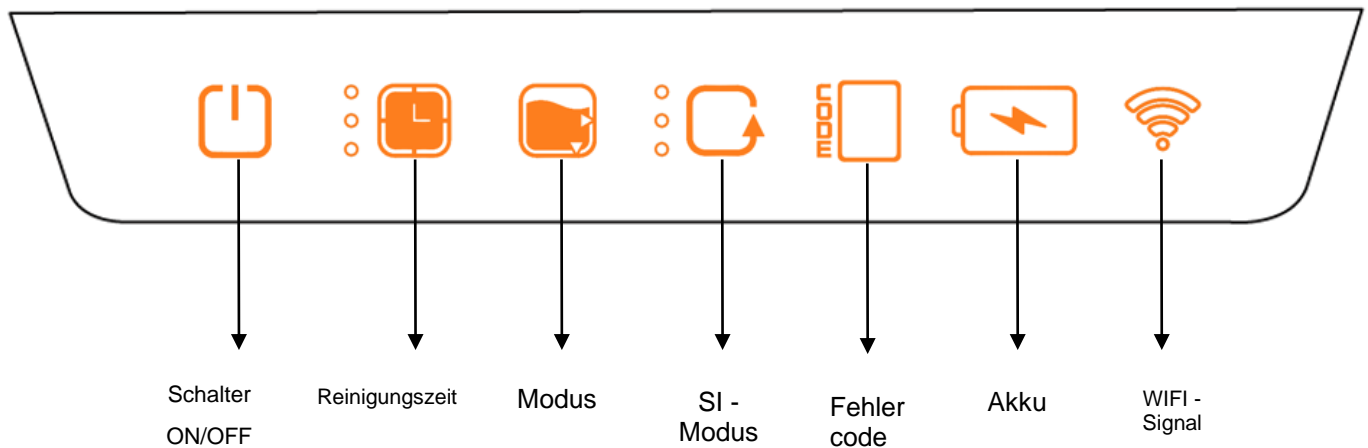 CODE
Schalter
ON/OFF
Reinigungszeit
Modus
SI -
Modus
Fehler
code
Akku
WIFI -
Signal